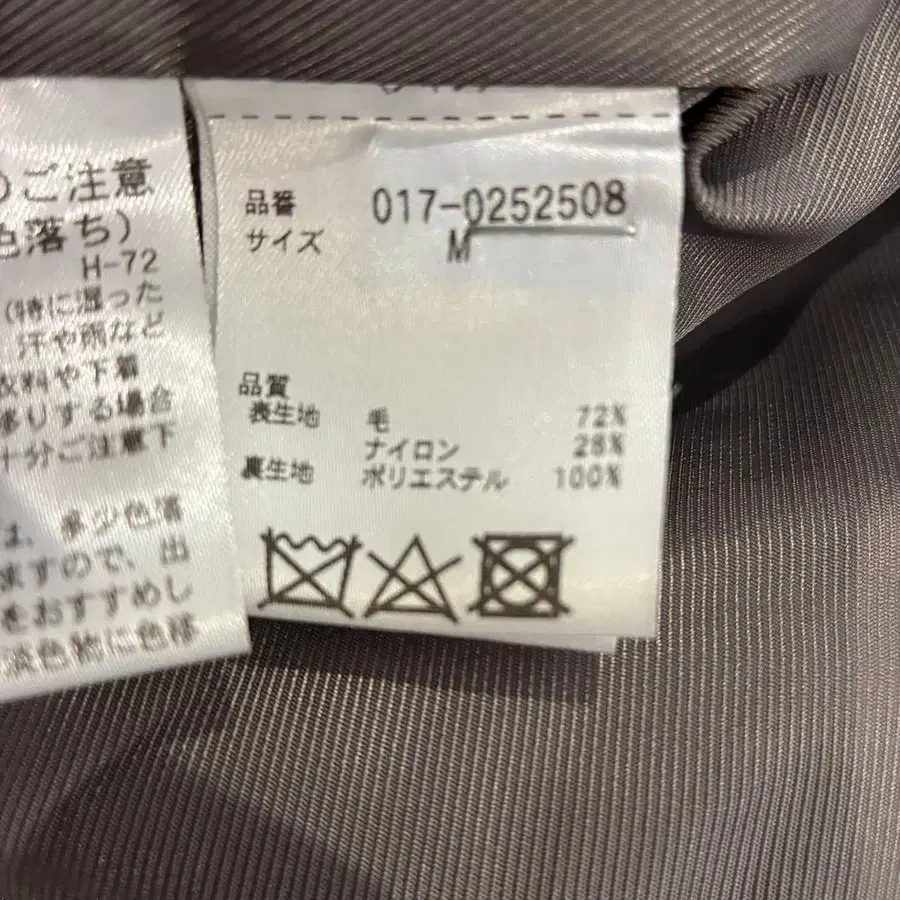 のご注意
色落ち)
H-72
(特に湿った
汗や雨など
衣料や下着
移りする場合
十分ご注意下
は、多少色落
ますので、出
をおすすめし
淡色物に色移
品番 017-0252508
サイズ M
品質
表生地 毛 72%
ナイロン 28%
裏生地 ポリエステル 100%